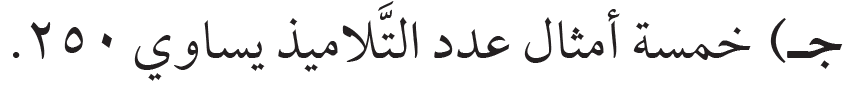 جـ) خمسة أمثال عدد التَّلاميذ يساوي ٢٥٠.